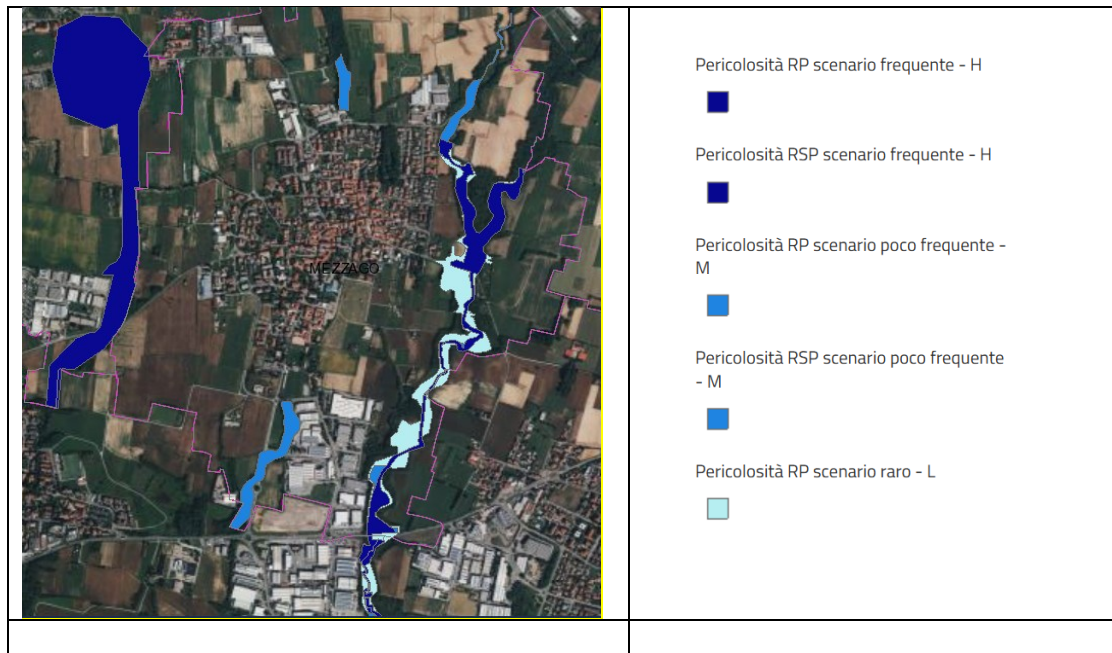 MEZZAGO
Pericolosità RP scenario frequente - H
Pericolosità RSP scenario frequente - H
Pericolosità RP scenario poco frequente -
M
Pericolosità RSP scenario poco frequente
- M
Pericolosità RP scenario raro - L